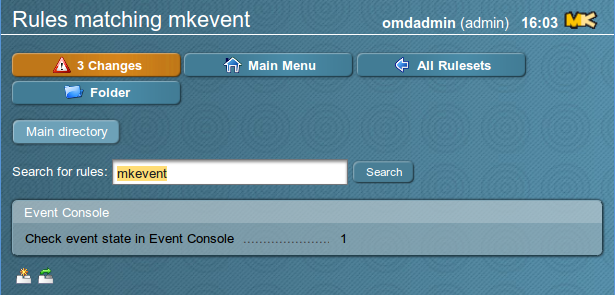 Rules matching mkevent
omdadmin (admin) 16:03 MK
3 Changes
Main Menu
All Rulesets
Folder
Main directory
Search for rules: mkevent Search
Event Console
Check event state in Event Console ...................... 1